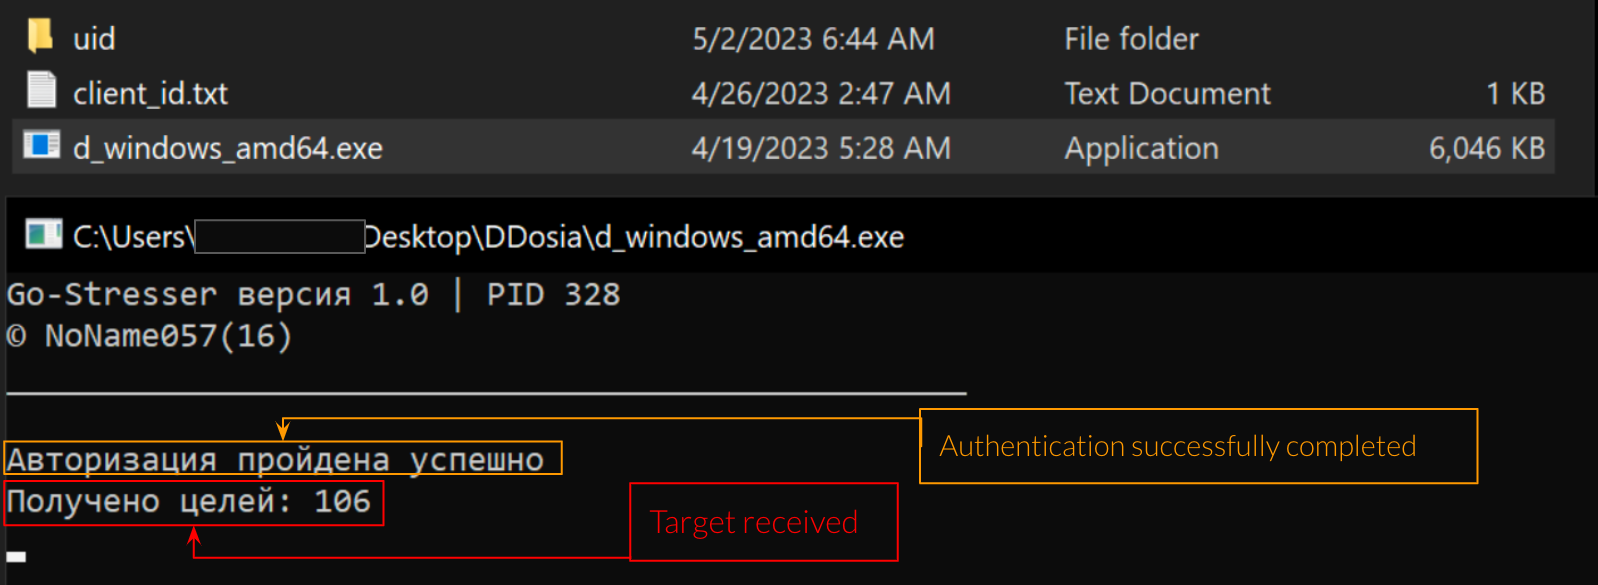 uid 5/2/2023 6:44 AM File folder
client_id.txt 4/26/2023 2:47 AM Text Document 1 KB
d_windows_amd64.exe 4/19/2023 5:28 AM Application 6,046 KB
C:\Users\ Desktop\DDosia\d_windows_amd64.exe
Go-Stresser версия 1.0 | PID 328
© NoName057(16)
Authentication successfully completed
Авторизация пройдена успешно
Получено целей: 106
Target received